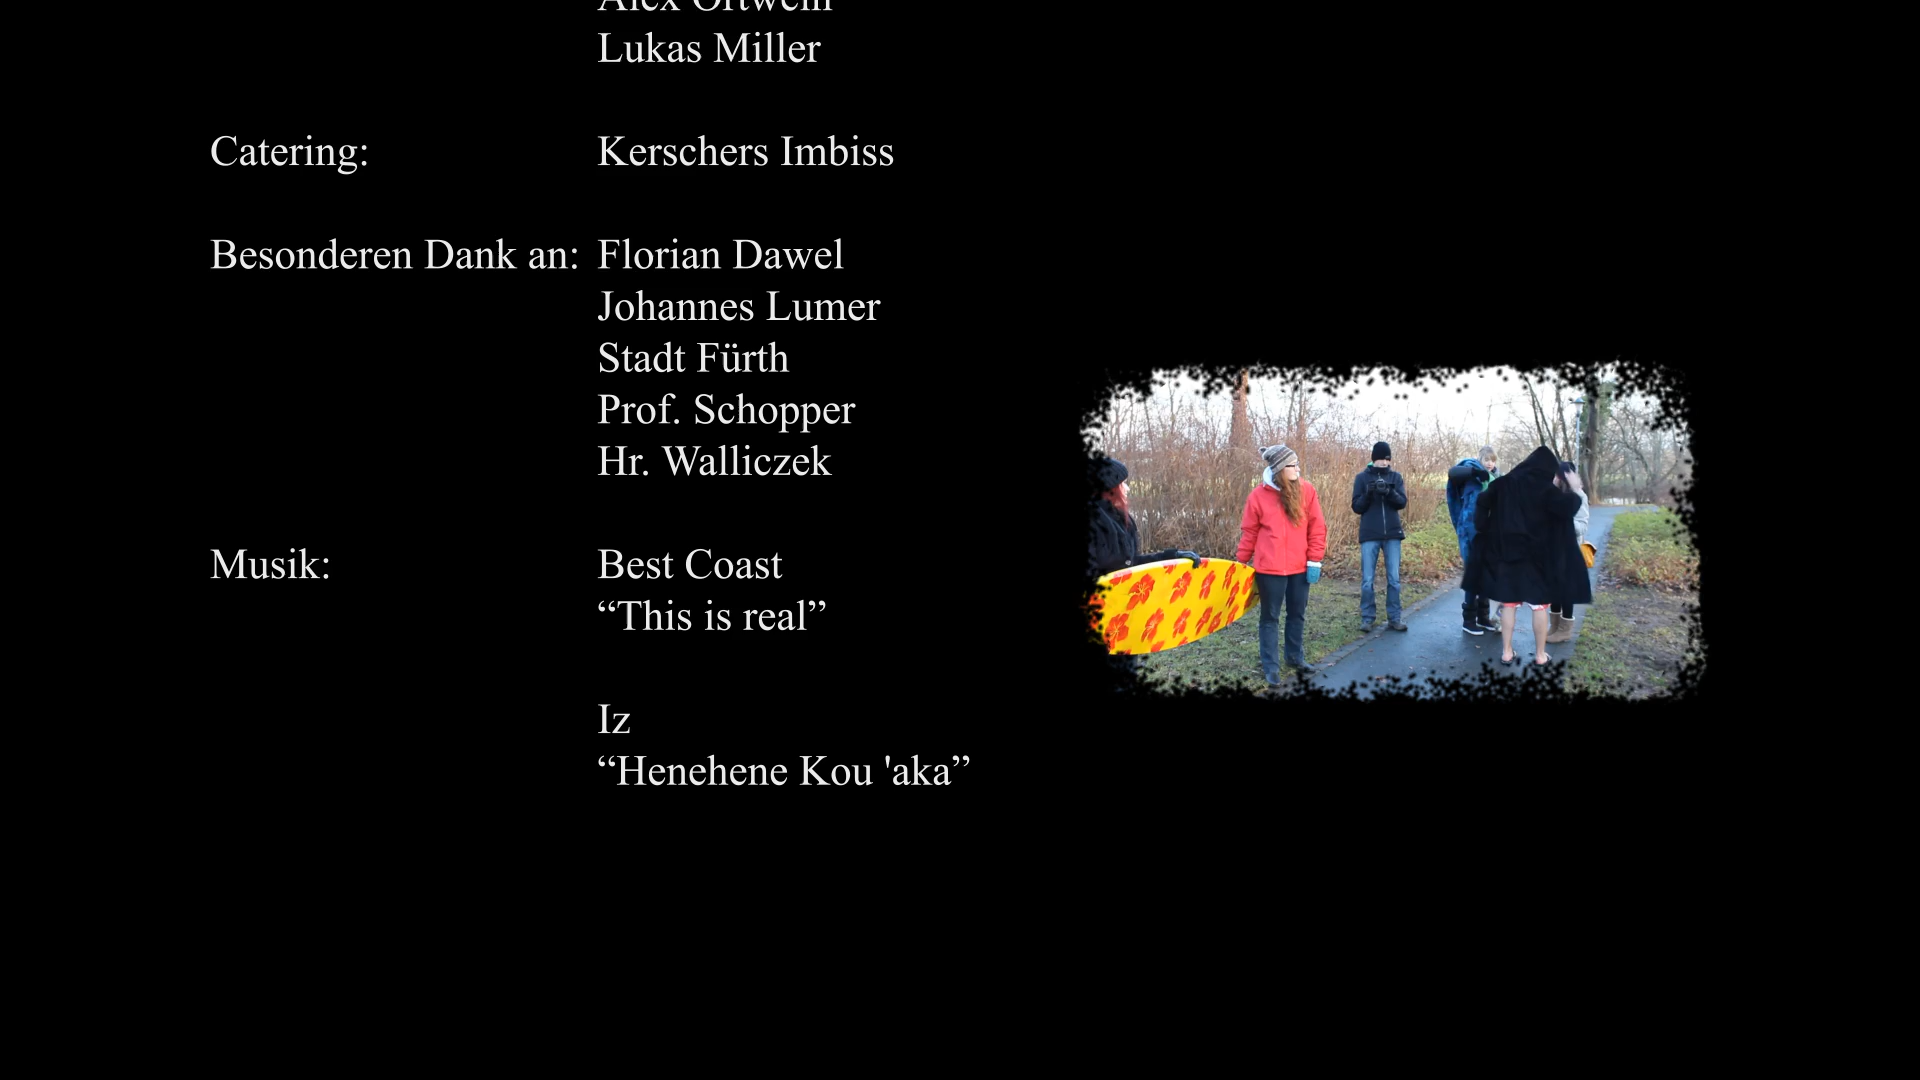 Lukas Miller
Catering: Kerschers Imbiss
Besonderen Dank an: Florian Dawel
Johannes Lumer
Stadt Fürth
Prof. Schopper
Hr. Walliczek
Musik: Best Coast
“This is real”
Iz
“Henehene Kou 'aka”